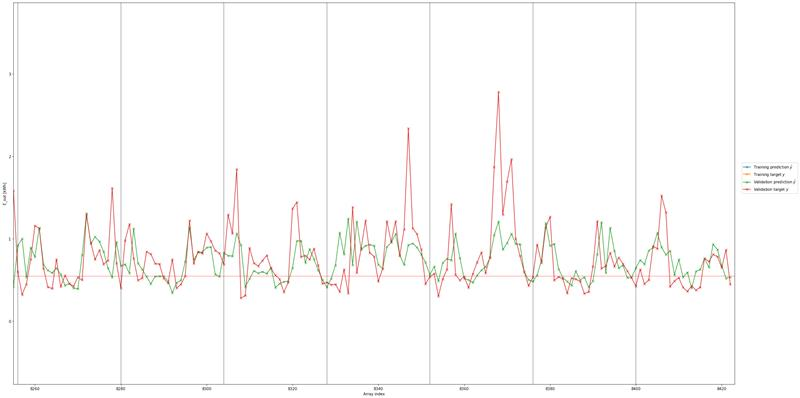 3
2
1
0
E_out [kWh]
8260
8280
8300
8320
8340
8360
8380
8400
8420
Array index
Training prediction ŷ
Training target y
Validation prediction ŷ
Validation target y